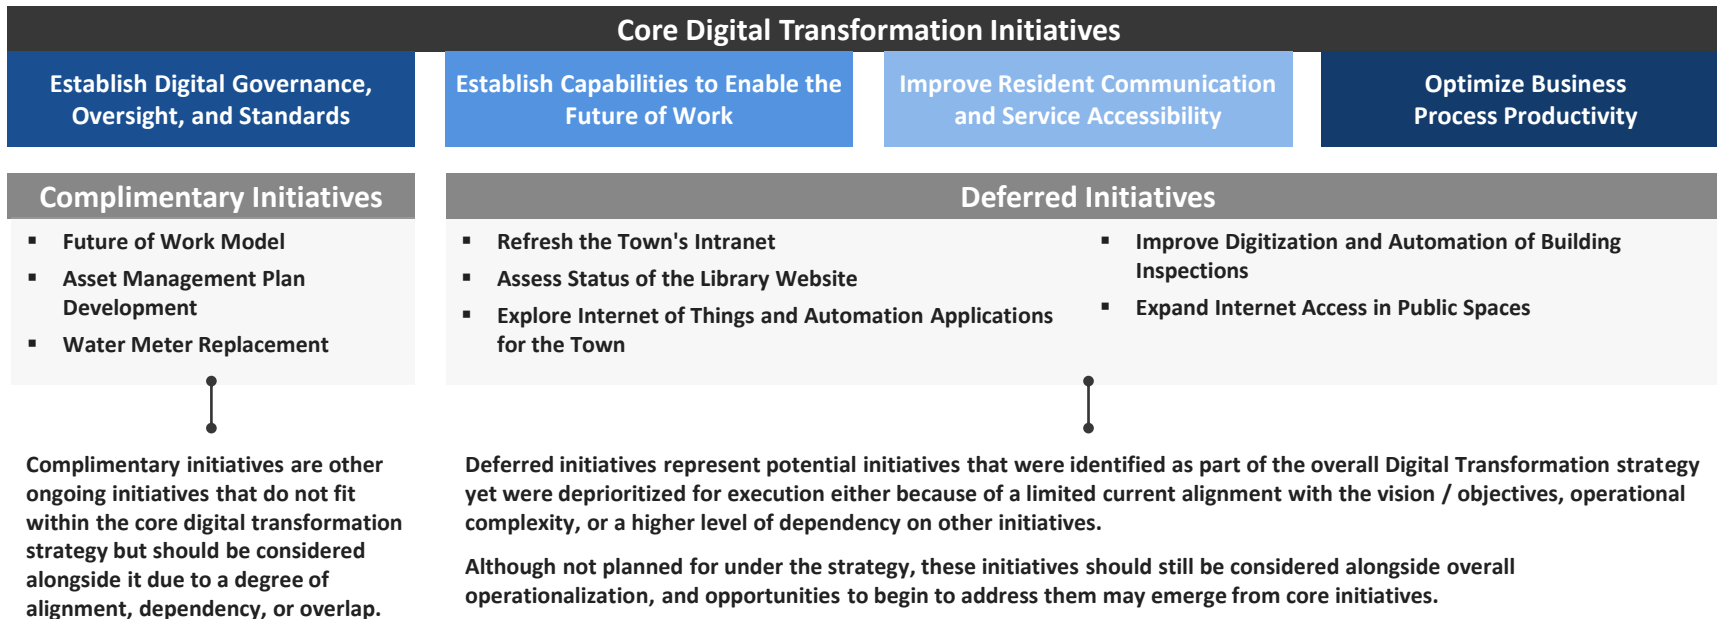 Core Digital Transformation Initiatives
Establish Digital Governance,
Oversight, and Standards
Establish Capabilities to Enable the
Future of Work
Improve Resident Communication
and Service Accessibility
Optimize Business
Process Productivity
Complimentary Initiatives
▪ Future of Work Model
▪ Asset Management Plan
Development
▪ Water Meter Replacement
Deferred Initiatives
▪ Refresh the Town's Intranet
▪ Assess Status of the Library Website
▪ Explore Internet of Things and Automation Applications
for the Town
▪ Improve Digitization and Automation of Building
Inspections
▪ Expand Internet Access in Public Spaces
Complimentary initiatives are other
ongoing initiatives that do not fit
within the core digital transformation
strategy but should be considered
alongside it due to a degree of
alignment, dependency, or overlap.
Deferred initiatives represent potential initiatives that were identified as part of the overall Digital Transformation strategy
yet were deprioritized for execution either because of a limited current alignment with the vision / objectives, operational
complexity, or a higher level of dependency on other initiatives.
Although not planned for under the strategy, these initiatives should still be considered alongside overall
operationalization, and opportunities to begin to address them may emerge from core initiatives.